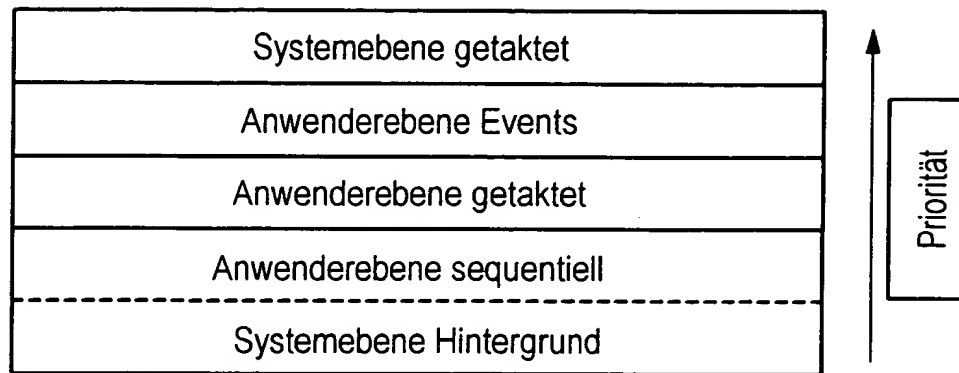 Systemebene getaktet
Anwenderebene Events
Anwenderebene getaktet
Anwenderebene sequentiell
Systemebene Hintergrund
Priorität